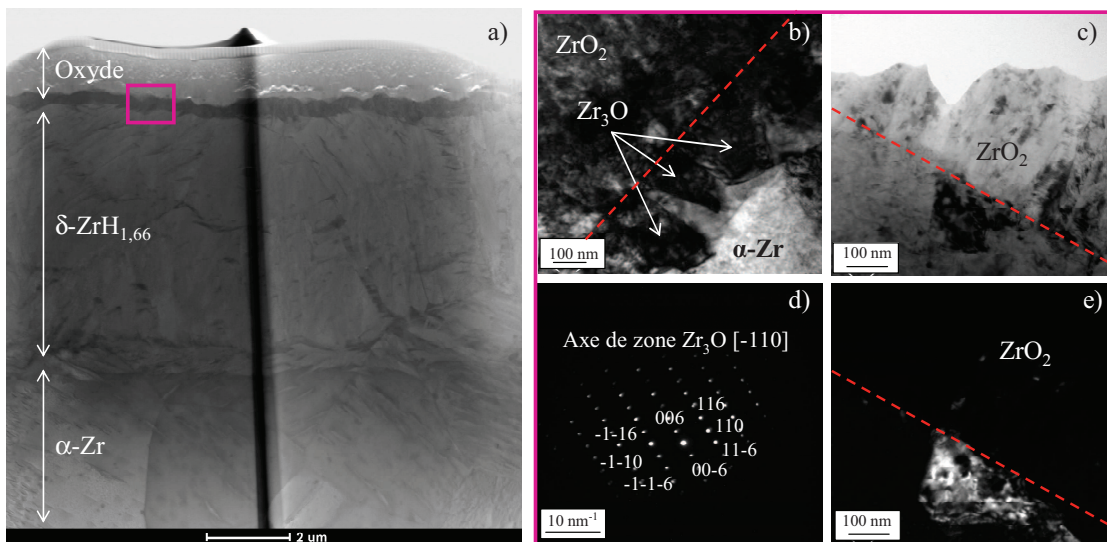 a)
Oxyde
δ-ZrH1,66
α-Zr
2 um
b)
ZrO2
Zr3O
α-Zr
100 nm
c)
ZrO2
100 nm
d)
Axe de zone Zr3O [-110]
116
006
110
-1-16
11-6
-1-10
00-6
-1-1-6
10 nm-1
e)
ZrO2
100 nm